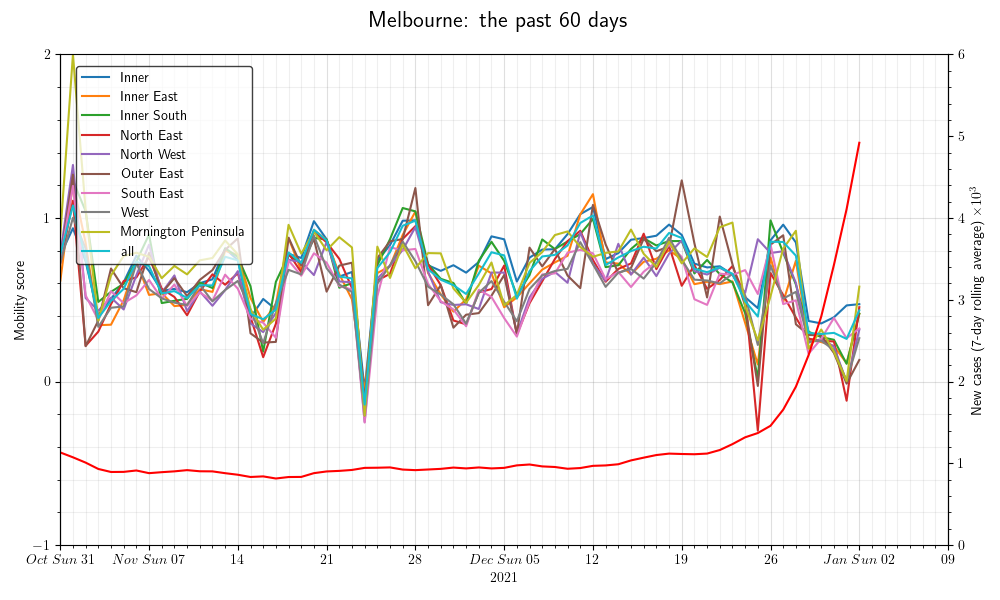 Melbourne: the past 60 days
2
1
0
−1
Mobility score
Inner
Inner East
Inner South
North East
North West
Outer East
South East
West
Mornington Peninsula
all
6
5
4
3
2
1
0
New cases (7-day rolling average) ×10³
Oct Sun 31 Nov Sun 07 14 21 28 Dec Sun 05 12 19 26 Jan Sun 02 09
2021